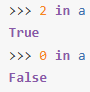 >>> 2 in a
True
>>> 0 in a
False